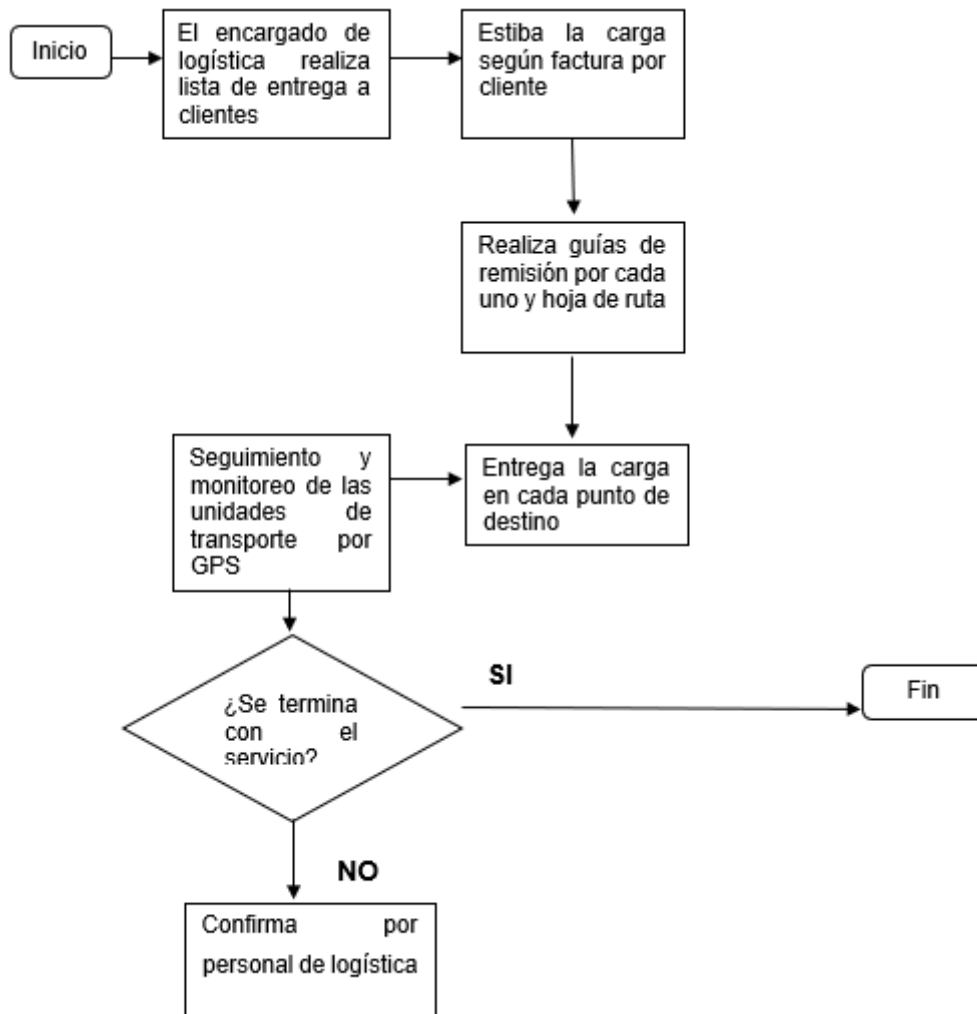 Inicio
El encargado de
logística realiza
lista de entrega a
clientes
Estiba la carga
según factura por
cliente
Realiza guías de
remisión por cada
uno y hoja de ruta
Seguimiento y
monitoreo de las
unidades de
transporte por
GPS
Entrega la carga
en cada punto de
destino
¿Se termina
con el
servicio?
SI
Fin
NO
Confirma por
personal de logística